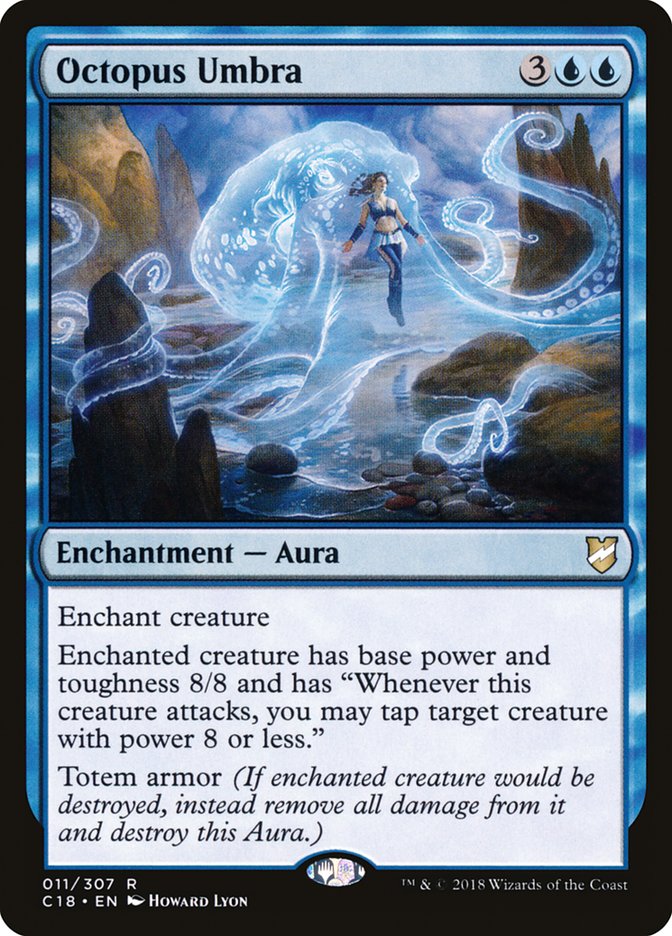 Octopus Umbra
3
Enchantment — Aura
Enchant creature
Enchanted creature has base power and
toughness 8/8 and has “Whenever this
creature attacks, you may tap target creature
with power 8 or less.”
Totem armor (If enchanted creature would be
destroyed, instead remove all damage from it
and destroy this Aura.)
011/307 R
C18 • EN Howard Lyon
™ & © 2018 Wizards of the Coast